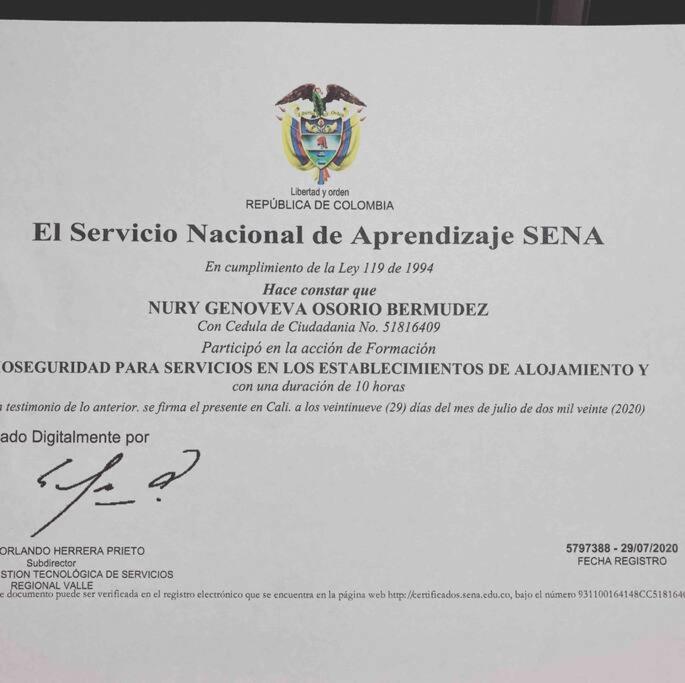 Libertad y orden
REPÚBLICA DE COLOMBIA
El Servicio Nacional de Aprendizaje SENA
En cumplimiento de la Ley 119 de 1994
Hace constar que
NURY GENOVEVA OSORIO BERMUDEZ
Con Cedula de Ciudadania No. 51816409
Participó en la acción de Formación
IOSEGURIDAD PARA SERVICIOS EN LOS ESTABLECIMIENTOS DE ALOJAMIENTO Y
con una duración de 10 horas
testimonio de lo anterior. se firma el presente en Cali. a los veintinueve (29) días del mes de julio de dos mil veinte (2020)
ado Digitalmente por
ORLANDO HERRERA PRIETO
Subdirector
STION TECNOLÓGICA DE SERVICIOS
REGIONAL VALLE
5797388 - 29/07/2020
FECHA REGISTRO
e documento puede ser verificada en el registro electrónico que se encuentra en la página web http://certificados.sena.edu.co, bajo el número 931100164148CC5181640